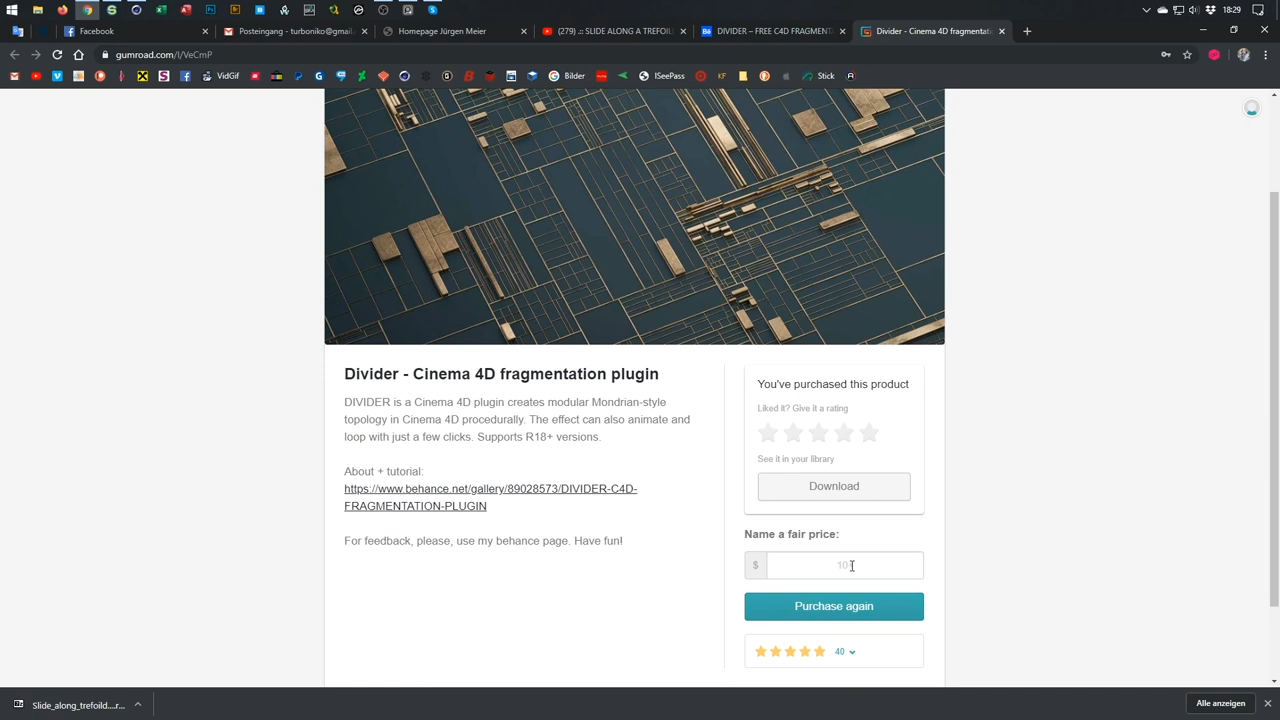 18:29
Facebook
Posteingang - turboniko@gmail.
Homepage Jürgen Meier
(279) .:: SLIDE ALONG A TREFOIL
DIVIDER – FREE C4D FRAGMENTA
Divider - Cinema 4D fragmentatio
gumroad.com/l/VeCmP
VidGif
Bilder
ISeePass
KF
Stick
Divider - Cinema 4D fragmentation plugin
DIVIDER is a Cinema 4D plugin creates modular Mondrian-style
topology in Cinema 4D procedurally. The effect can also animate and
loop with just a few clicks. Supports R18+ versions.
About + tutorial:
https://www.behance.net/gallery/89028573/DIVIDER-C4D-
FRAGMENTATION-PLUGIN
For feedback, please, use my behance page. Have fun!
You've purchased this product
Liked it? Give it a rating
See it in your library
Download
Name a fair price:
$
Purchase again
40
Slide_along_trefoild....r...
Alle anzeigen